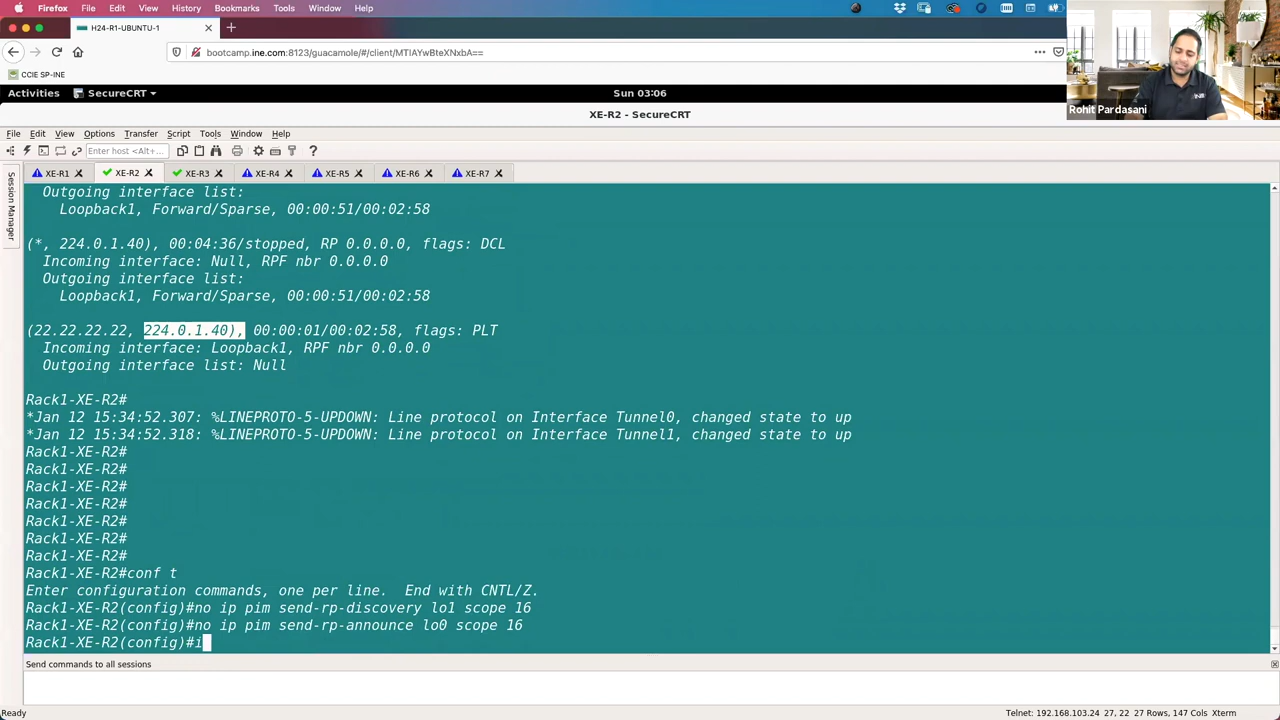 Firefox File Edit View History Bookmarks Tools Window Help
H24-R1-UBUNTU-1
bootcamp.ine.com:8123/guacamole/#/client/MTIAYwBteXNxbA==
CCIE SP-INE
Rohit Pardasani
Activities SecureCRT Sun 03:06
XE-R2 - SecureCRT
File Edit View Options Transfer Script Tools Window Help
Enter host <Alt+...
XE-R1 XE-R2 XE-R3 XE-R4 XE-R5 XE-R6 XE-R7
Session Manager
Outgoing interface list:
Loopback1, Forward/Sparse, 00:00:51/00:02:58
(*, 224.0.1.40), 00:04:36/stopped, RP 0.0.0.0, flags: DCL
Incoming interface: Null, RPF nbr 0.0.0.0
Outgoing interface list:
Loopback1, Forward/Sparse, 00:00:51/00:02:58
(22.22.22.22, 224.0.1.40), 00:00:01/00:02:58, flags: PLT
Incoming interface: Loopback1, RPF nbr 0.0.0.0
Outgoing interface list: Null
Rack1-XE-R2#
*Jan 12 15:34:52.307: %LINEPROTO-5-UPDOWN: Line protocol on Interface Tunnel0, changed state to up
*Jan 12 15:34:52.318: %LINEPROTO-5-UPDOWN: Line protocol on Interface Tunnel1, changed state to up
Rack1-XE-R2#
Rack1-XE-R2#
Rack1-XE-R2#
Rack1-XE-R2#
Rack1-XE-R2#
Rack1-XE-R2#
Rack1-XE-R2#
Rack1-XE-R2#conf t
Enter configuration commands, one per line. End with CNTL/Z.
Rack1-XE-R2(config)#no ip pim send-rp-discovery lo1 scope 16
Rack1-XE-R2(config)#no ip pim send-rp-announce lo0 scope 16
Rack1-XE-R2(config)#i
Send commands to all sessions
Ready Telnet: 192.168.103.24 27, 22 27 Rows, 147 Cols Xterm